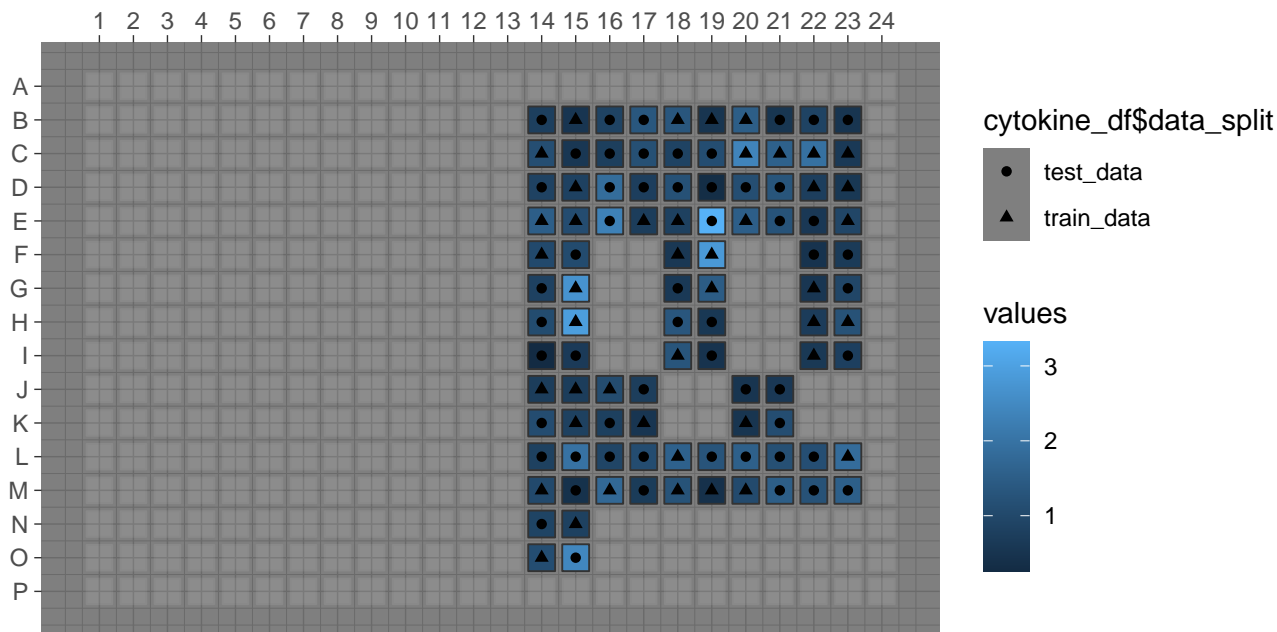 1 2 3 4 5 6 7 8 9 10 11 12 13 14 15 16 17 18 19 20 21 22 23 24
A
B
C
D
E
F
G
H
I
J
K
L
M
N
O
P
cytokine_df$data_split
test_data
train_data
values
3
2
1